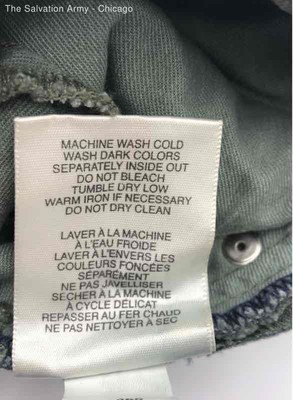 The Salvation Army - Chicago
MACHINE WASH COLD
WASH DARK COLORS
SEPARATELY INSIDE OUT
DO NOT BLEACH
TUMBLE DRY LOW
WARM IRON IF NECESSARY
DO NOT DRY CLEAN
LAVER À LA MACHINE
À L'EAU FROIDE
LAVER À L'ENVERS LES
COULEURS FONCÉES
SÉPARÉMENT
NE PAS JAVELLISER
SÉCHER À LA MACHINE
À CYCLE DÉLICAT
REPASSER AU FER CHAUD
NE PAS NETTOYER À SEC